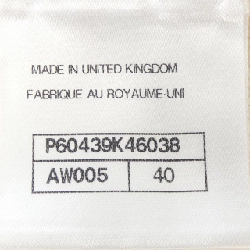 MADE IN UNITED KINGDOM
FABRIQUE AU ROYAUME-UNI
P60439K46038
AW005 40